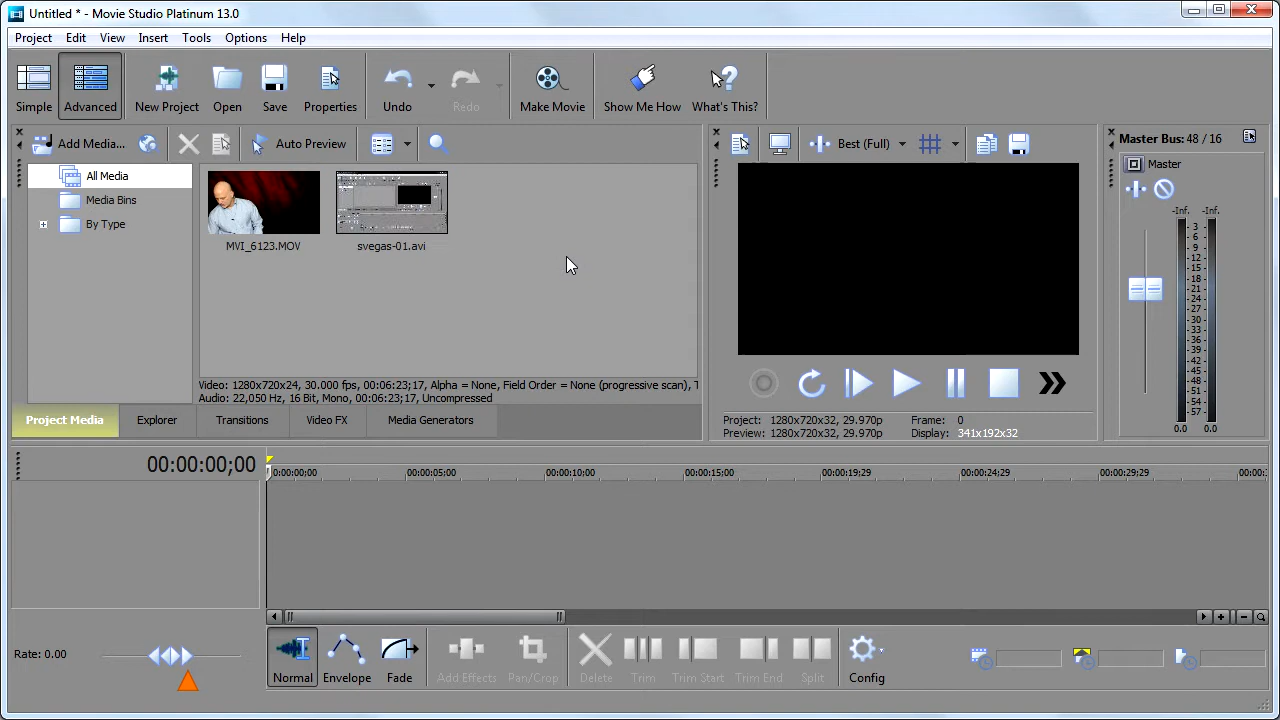 Untitled * - Movie Studio Platinum 13.0
Project Edit View Insert Tools Options Help
Simple Advanced New Project Open Save Properties Undo Redo Make Movie Show Me How What's This?
Add Media... Auto Preview
All Media
Media Bins
By Type
MVI_6123.MOV svegas-01.avi
Video: 1280x720x24, 30.000 fps, 00:06:23;17, Alpha = None, Field Order = None (progressive scan), T
Audio: 22,050 Hz, 16 Bit, Mono, 00:06:23;17, Uncompressed
Project Media Explorer Transitions Video FX Media Generators
Best (Full)
Project: 1280x720x32, 29.970p Frame: 0
Preview: 1280x720x32, 29.970p Display: 341x192x32
Master Bus: 48 / 16
Master
-Inf. -Inf.
3
6
9
12
15
18
21
24
27
30
33
36
39
42
45
48
51
54
57
0.0 0.0
00:00:00;00
0:00:00;00 00:00:05;00 00:00:10;00 00:00:15;00 00:00:19;29 00:00:24;29 00:00:29;29 00:00:
Rate: 0.00
Normal Envelope Fade Add Effects Pan/Crop Delete Trim Trim Start Trim End Split Config